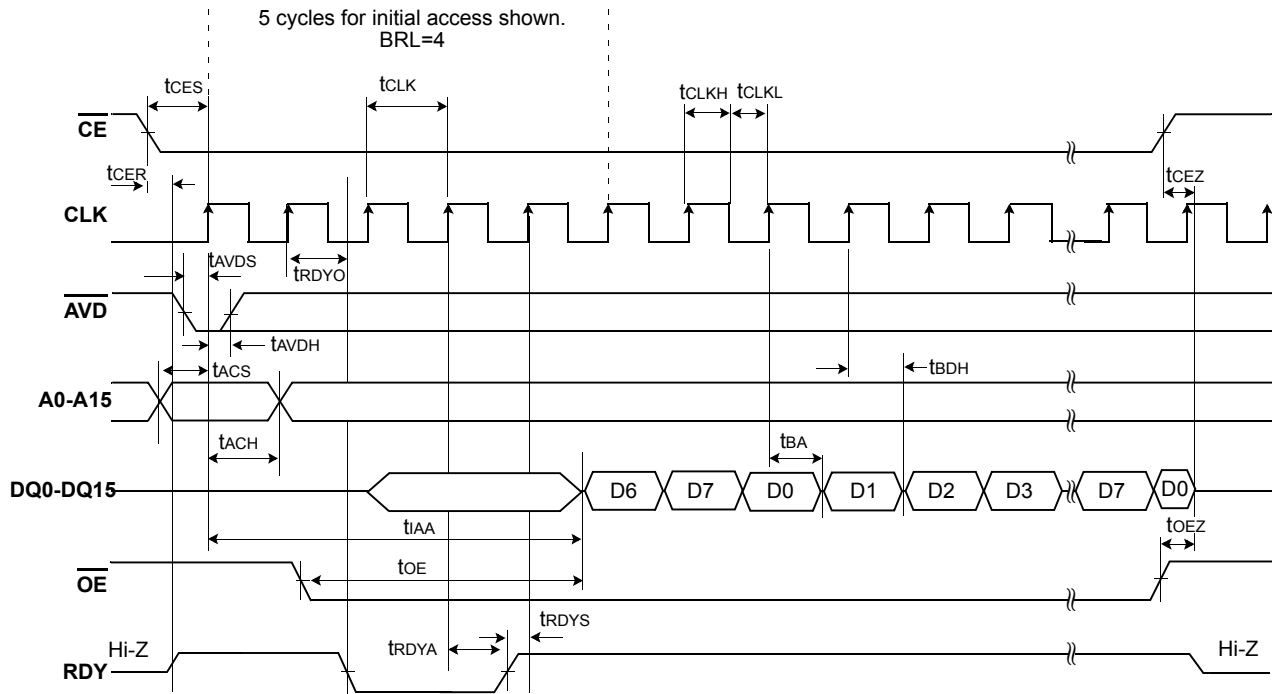 5 cycles for initial access shown.
BRL=4
tCES
tCLK
tCLKH
tCLKL
CE
tCER
tCEZ
CLK
tAVDS
tRDYO
AVD
tAVDH
tACS
tBDH
A0-A15
tACH
tBA
DQ0-DQ15
D6
D7
D0
D1
D2
D3
D7
D0
tIAA
tOEZ
OE
tOE
tRDYS
Hi-Z
tRDYA
Hi-Z
RDY